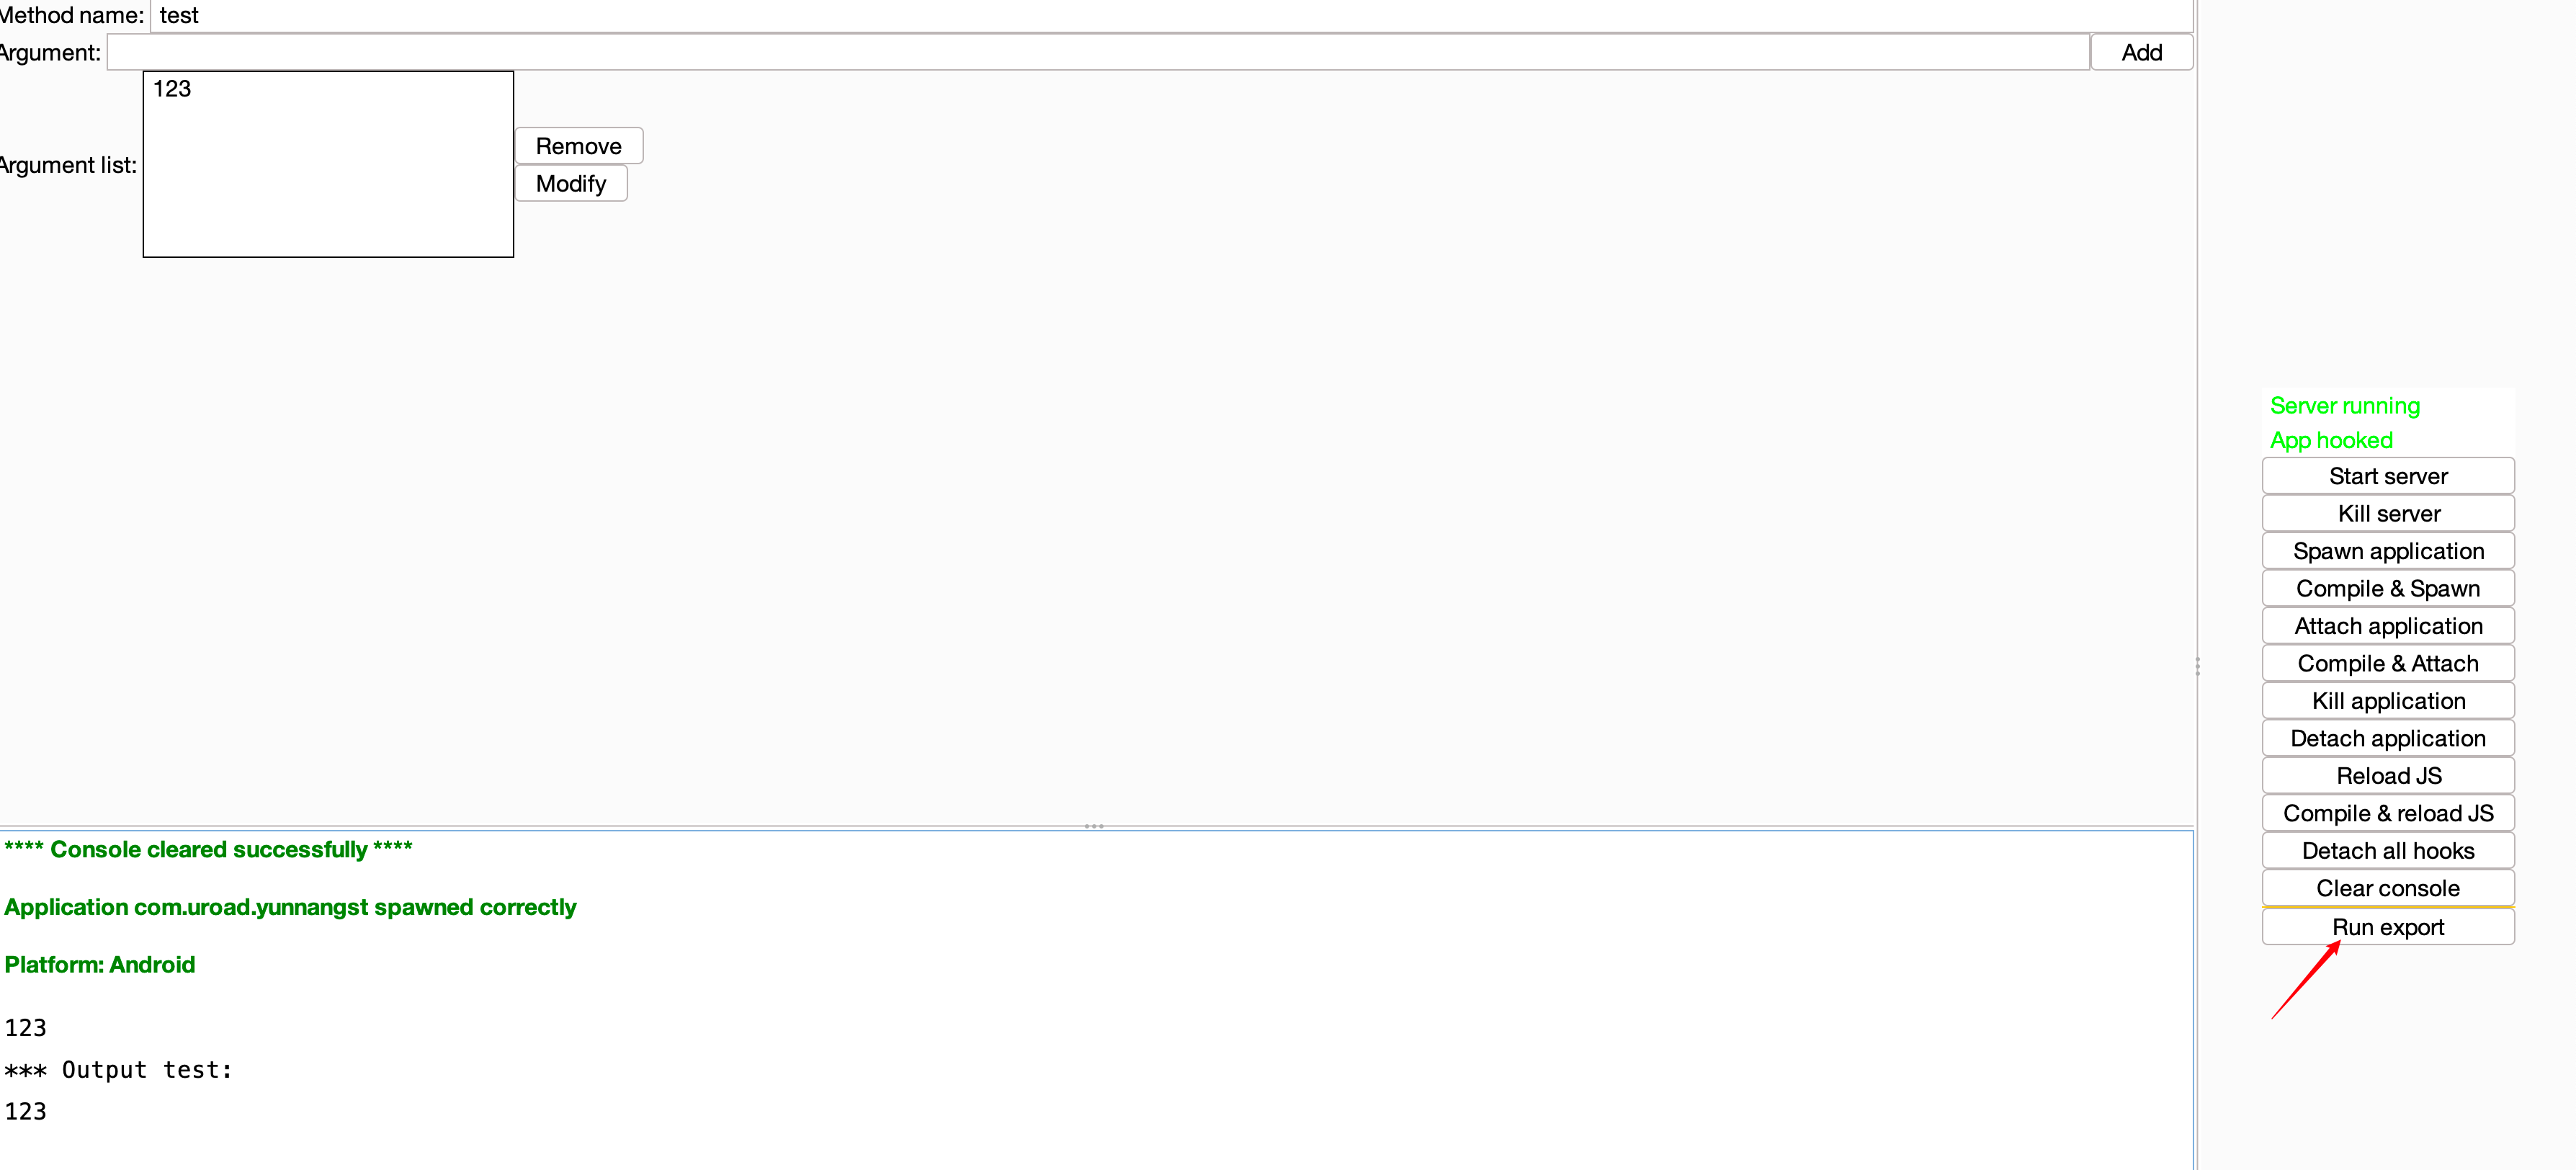 Method name: test
Argument:
Add
123
Argument list:
Remove
Modify
Server running
App hooked
Start server
Kill server
Spawn application
Compile & Spawn
Attach application
Compile & Attach
Kill application
Detach application
Reload JS
Compile & reload JS
Detach all hooks
Clear console
Run export
**** Console cleared successfully ****
Application com.uroad.yunnangst spawned correctly
Platform: Android
123
*** Output test:
123